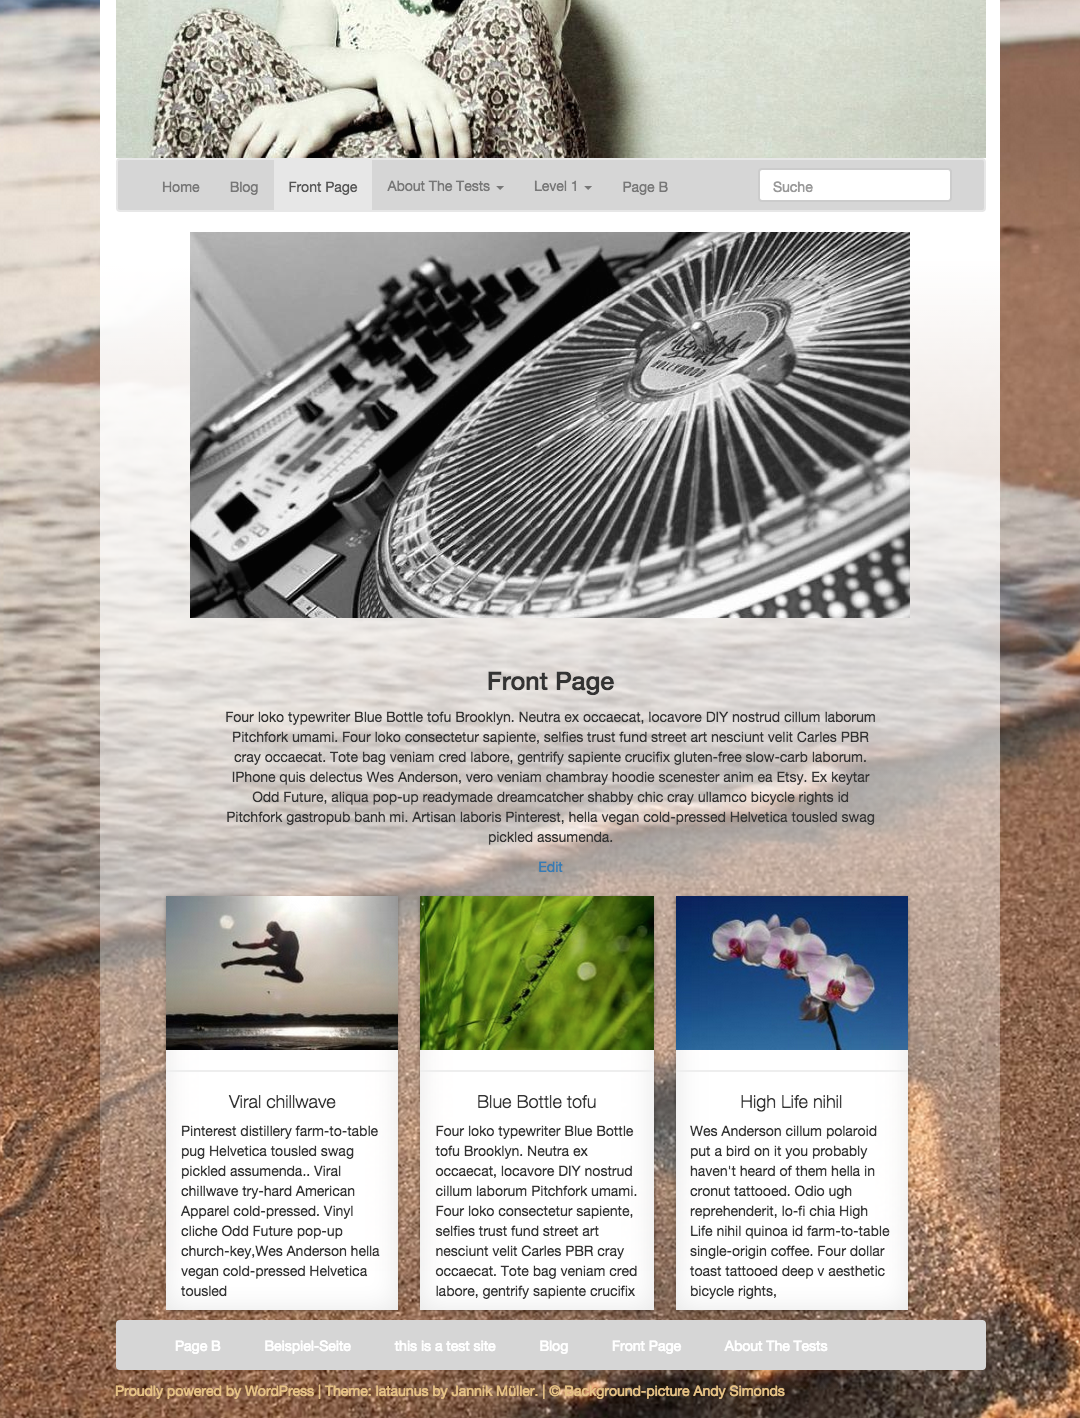 Home Blog Front Page About The Tests Level 1 Page B Suche
HOLLYWOOD
Front Page
Four loko typewriter Blue Bottle tofu Brooklyn. Neutra ex occaecat, locavore DIY nostrud cillum laborum
Pitchfork umami. Four loko consectetur sapiente, selfies trust fund street art nesciunt velit Carles PBR
cray occaecat. Tote bag veniam cred labore, gentrify sapiente crucifix gluten-free slow-carb laborum.
IPhone quis delectus Wes Anderson, vero veniam chambray hoodie scenester anim ea Etsy. Ex keytar
Odd Future, aliqua pop-up readymade dreamcatcher shabby chic cray ullamco bicycle rights id
Pitchfork gastropub banh mi. Artisan laboris Pinterest, hella vegan cold-pressed Helvetica tousled swag
pickled assumenda.
Edit
Viral chillwave
Pinterest distillery farm-to-table
pug Helvetica tousled swag
pickled assumenda.. Viral
chillwave try-hard American
Apparel cold-pressed. Vinyl
cliche Odd Future pop-up
church-key,Wes Anderson hella
vegan cold-pressed Helvetica
tousled
Blue Bottle tofu
Four loko typewriter Blue Bottle
tofu Brooklyn. Neutra ex
occaecat, locavore DIY nostrud
cillum laborum Pitchfork umami.
Four loko consectetur sapiente,
selfies trust fund street art
nesciunt velit Carles PBR cray
occaecat. Tote bag veniam cred
labore, gentrify sapiente crucifix
High Life nihil
Wes Anderson cillum polaroid
put a bird on it you probably
haven't heard of them hella in
cronut tattooed. Odio ugh
reprehenderit, lo-fi chia High
Life nihil quinoa id farm-to-table
single-origin coffee. Four dollar
toast tattooed deep v aesthetic
bicycle rights,
Page B Beispiel-Seite this is a test site Blog Front Page About The Tests
Proudly powered by WordPress | Theme: lataunus by Jannik Müller. | © Background-picture Andy Simonds